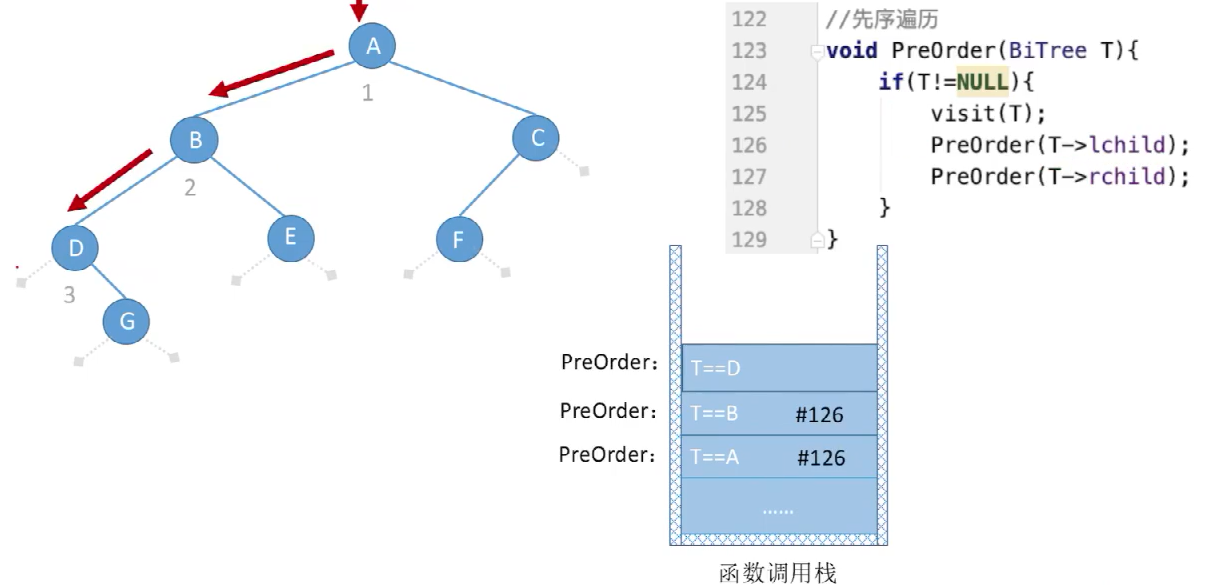 A
1
B
C
2
D
E
F
3
G
122 //先序遍历
123 void PreOrder(BiTree T){
124 if(T!=NULL){
125 visit(T);
126 PreOrder(T->lchild);
127 PreOrder(T->rchild);
128 }
129 }
PreOrder: T==D
PreOrder: T==B #126
PreOrder: T==A #126
......
函数调用栈